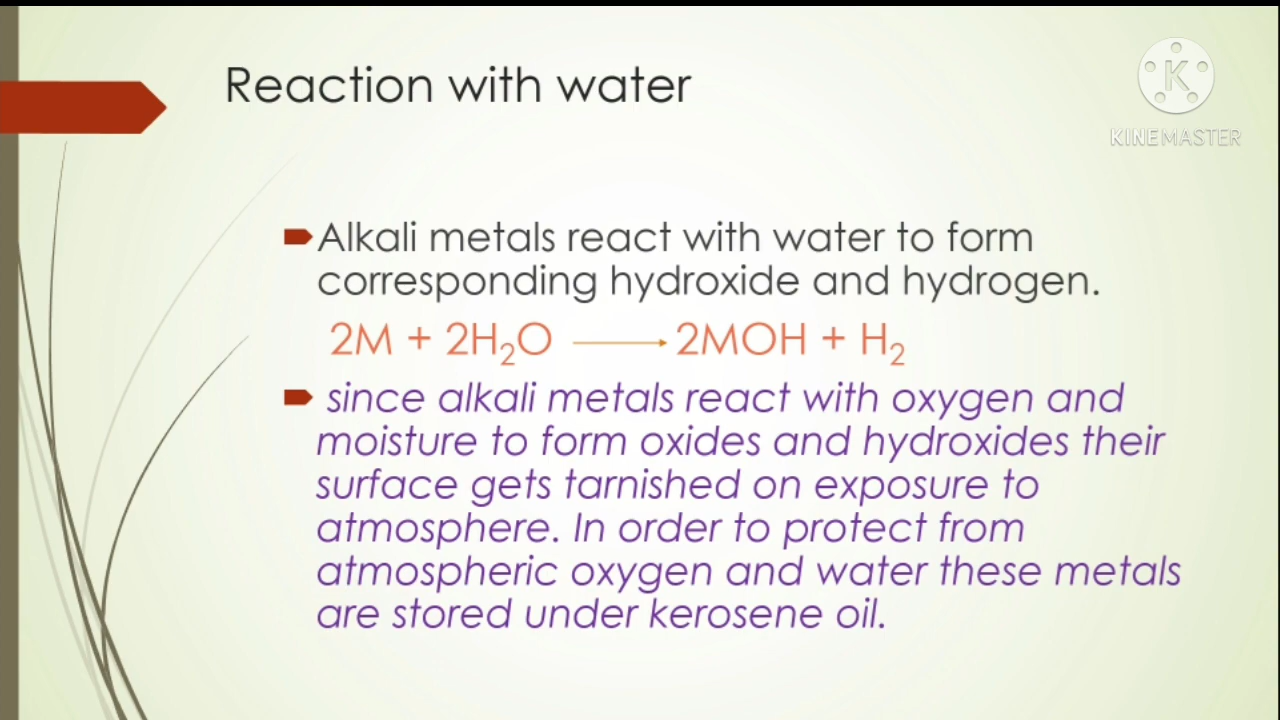 Reaction with water
K
KINEMASTER
Alkali metals react with water to form
corresponding hydroxide and hydrogen.
2M + 2H₂O ⟶ 2MOH + H₂
since alkali metals react with oxygen and
moisture to form oxides and hydroxides their
surface gets tarnished on exposure to
atmosphere. In order to protect from
atmospheric oxygen and water these metals
are stored under kerosene oil.